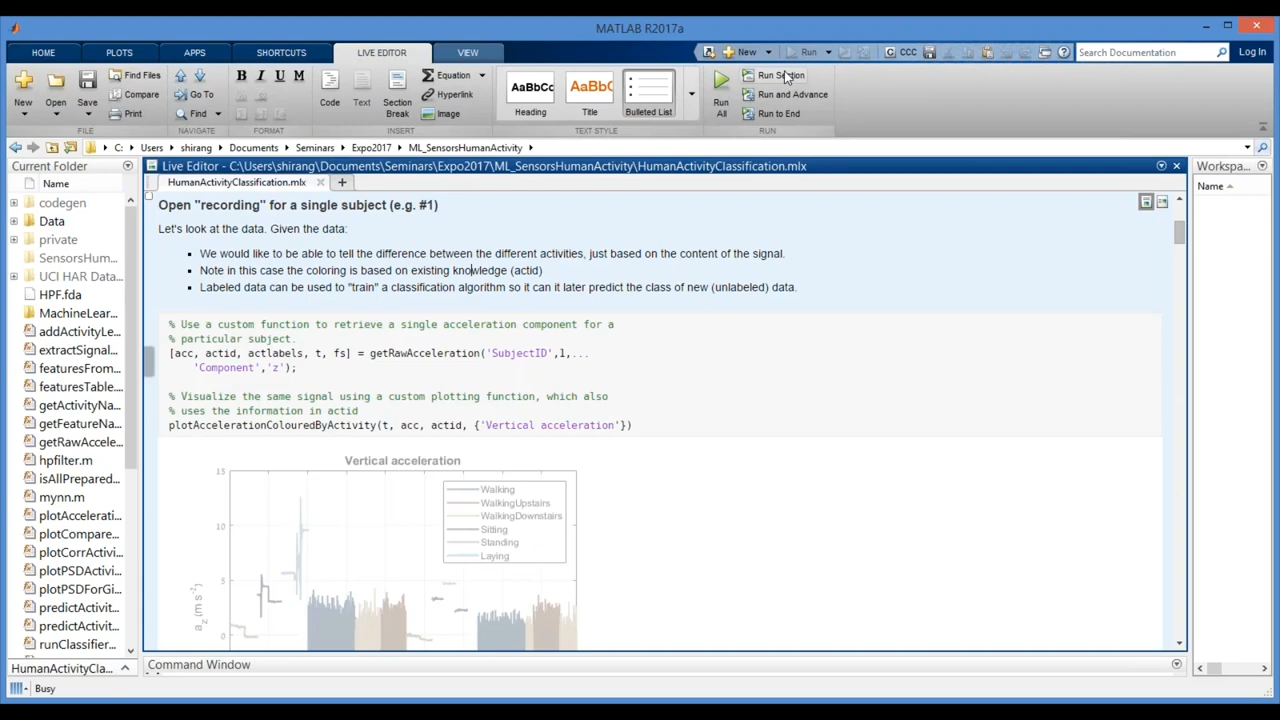 MATLAB R2017a
HOME PLOTS APPS SHORTCUTS LIVE EDITOR VIEW New Run CCC Search Documentation Log In
New Open Save Find Files Compare Print
FILE
Go To Find
NAVIGATE
B I U M
FORMAT
Code Text Section Break Equation Hyperlink Image
INSERT
AaBbCc Heading AaBbC Title Bulleted List
TEXT STYLE
Run All Run Section Run and Advance Run to End
RUN
C: Users shirang Documents Seminars Expo2017 ML_SensorsHumanActivity
Current Folder
Name
codegen
Data
private
SensorsHum...
UCI HAR Data...
HPF.fda
MachineLear...
addActivityLe...
extractSignal...
featuresFrom...
featuresTable...
getActivityNa...
getFeatureNa...
getRawAccele...
hpfilter.m
isAllPrepared...
mynn.m
plotAccelerati...
plotCompare...
plotCorrActivi...
plotPSDActivi...
plotPSDForGi...
predictActivit...
predictActivit...
runClassifier...
HumanActivityCla...
Busy
Live Editor - C:\Users\shirang\Documents\Seminars\Expo2017\ML_SensorsHumanActivity\HumanActivityClassification.mlx
HumanActivityClassification.mlx
Open "recording" for a single subject (e.g. #1)
Let's look at the data. Given the data:
We would like to be able to tell the difference between the different activities, just based on the content of the signal.
Note in this case the coloring is based on existing knowledge (actid)
Labeled data can be used to "train" a classification algorithm so it can it later predict the class of new (unlabeled) data.
% Use a custom function to retrieve a single acceleration component for a
% particular subject.
[acc, actid, actlabels, t, fs] = getRawAcceleration('SubjectID',1,...
'Component','z');
% Visualize the same signal using a custom plotting function, which also
% uses the information in actid
plotAccelerationColouredByActivity(t, acc, actid, {'Vertical acceleration'})
Vertical acceleration
15
10
5
0
a_z (m s⁻²)
Walking
WalkingUpstairs
WalkingDownstairs
Sitting
Standing
Laying
Command Window
Workspa...
Name